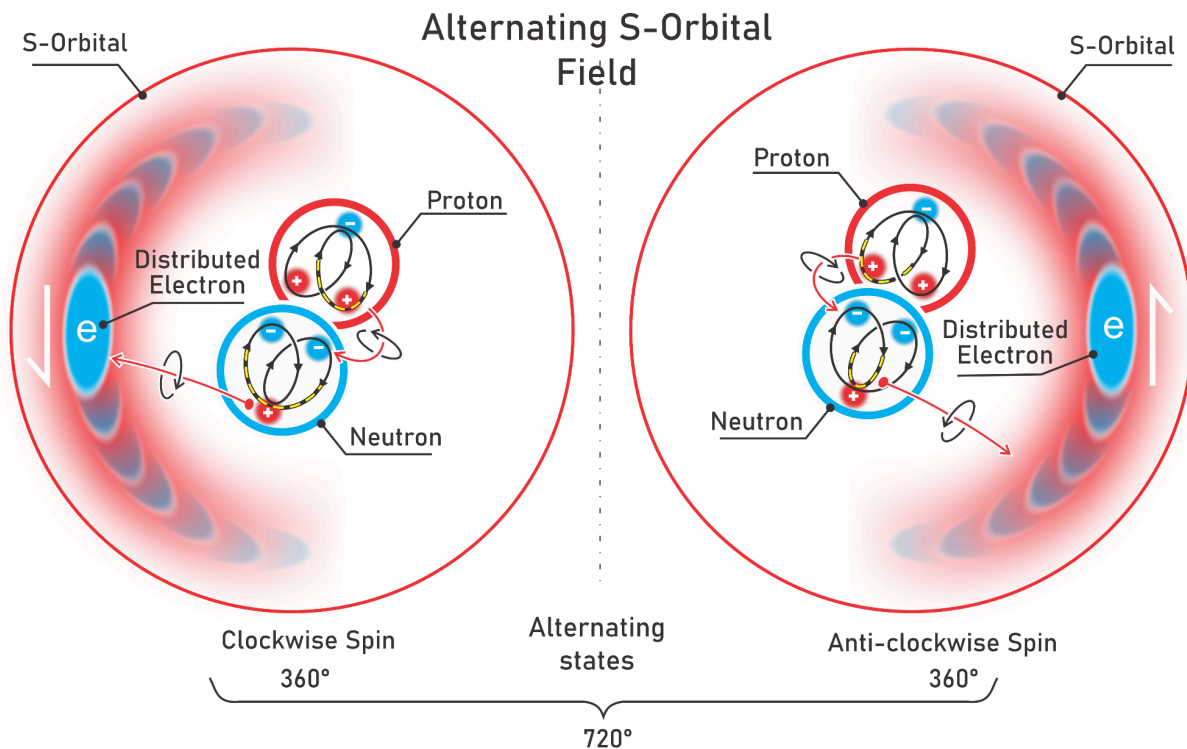 Alternating S-Orbital
Field
S-Orbital
Proton
Distributed
Electron
e
-
+
+
-
-
+
Neutron
Clockwise Spin
360°
S-Orbital
Proton
-
+
+
-
-
+
Distributed
Electron
e
Neutron
Anti-clockwise Spin
360°
Alternating
states
720°